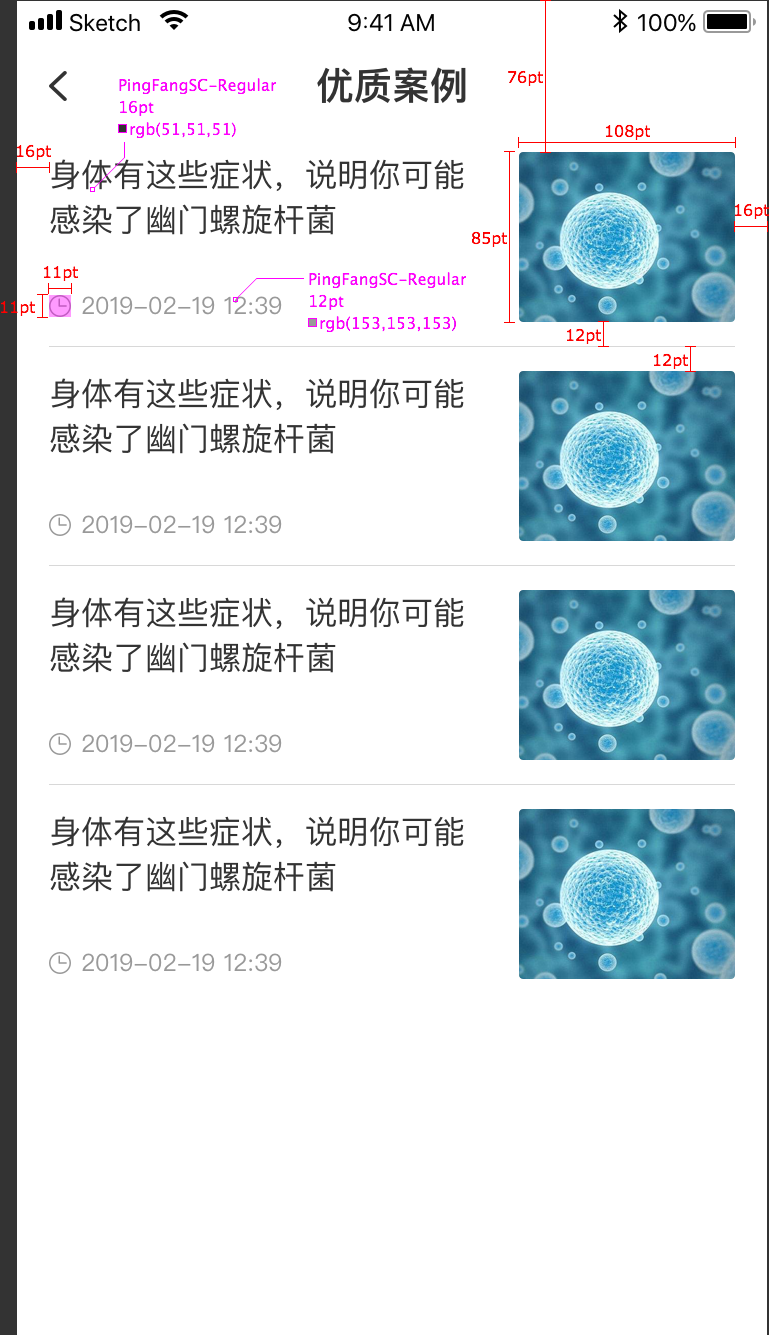 Sketch 9:41 AM 100%
优质案例
76pt
PingFangSC-Regular
16pt
rgb(51,51,51)
108pt
16pt
身体有这些症状，说明你可能
感染了幽门螺旋杆菌
16pt
85pt
11pt
11pt
2019-02-19 12:39
PingFangSC-Regular
12pt
rgb(153,153,153)
12pt
12pt
身体有这些症状，说明你可能
感染了幽门螺旋杆菌
2019-02-19 12:39
身体有这些症状，说明你可能
感染了幽门螺旋杆菌
2019-02-19 12:39
身体有这些症状，说明你可能
感染了幽门螺旋杆菌
2019-02-19 12:39